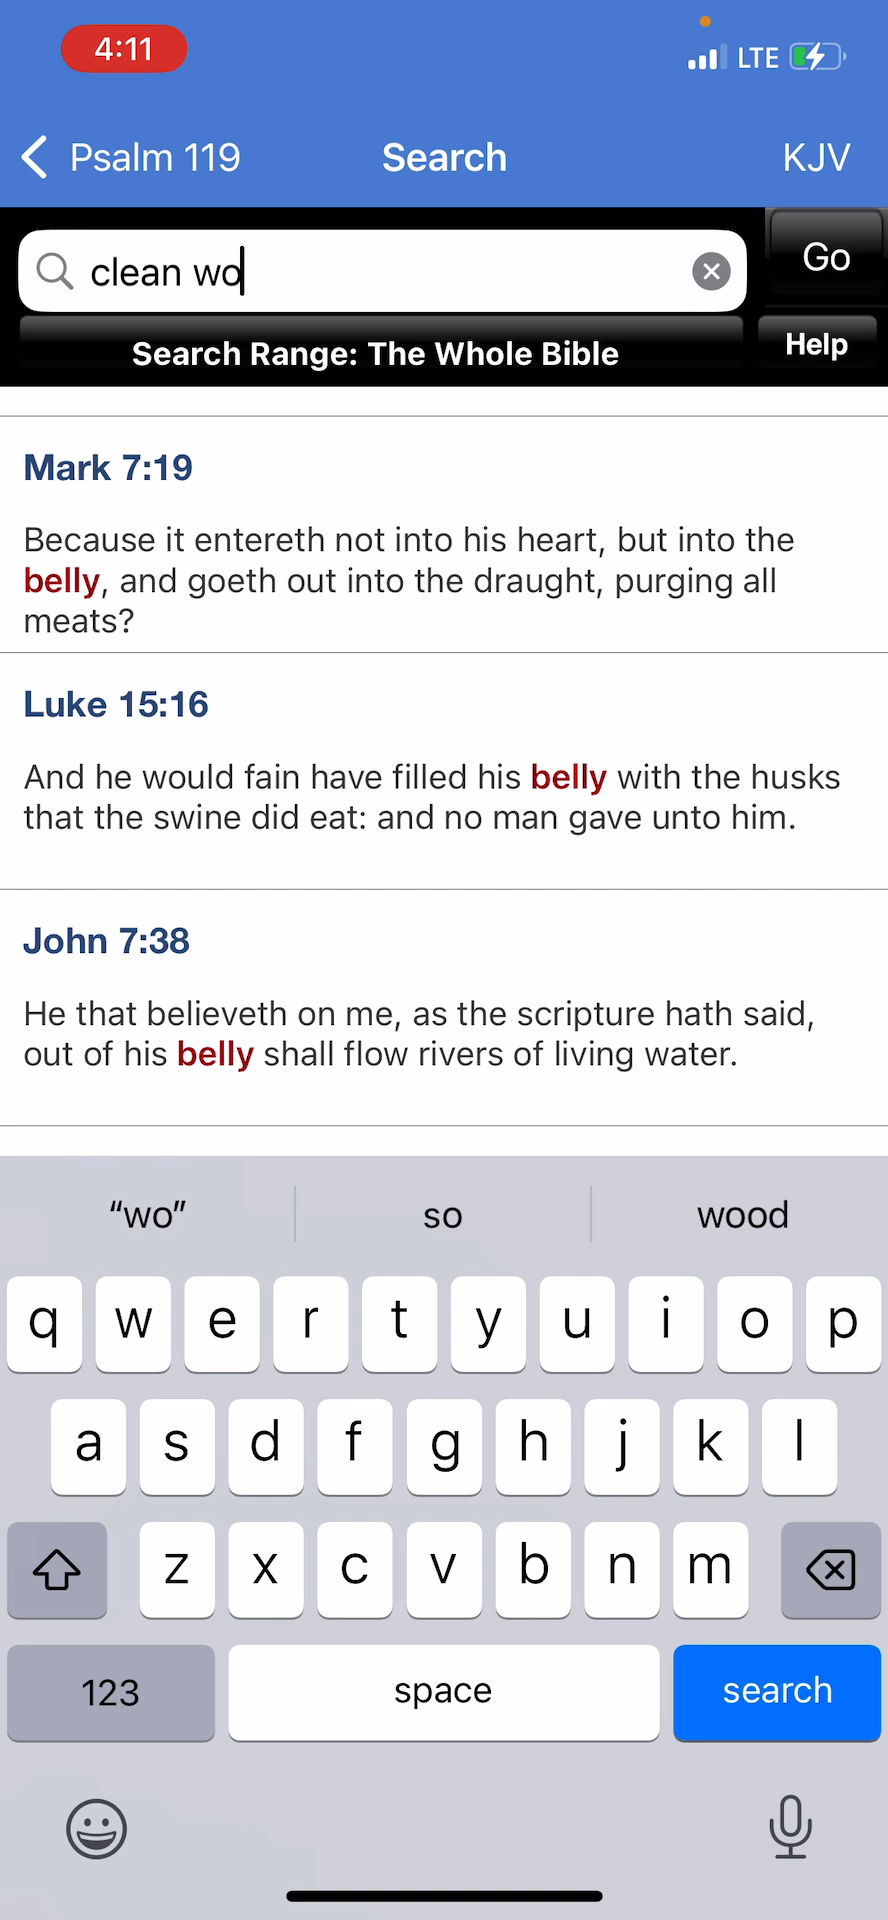 4:11
LTE
Psalm 119 Search KJV
clean wo
Go
Search Range: The Whole Bible
Help
Mark 7:19
Because it entereth not into his heart, but into the
belly, and goeth out into the draught, purging all
meats?
Luke 15:16
And he would fain have filled his belly with the husks
that the swine did eat: and no man gave unto him.
John 7:38
He that believeth on me, as the scripture hath said,
out of his belly shall flow rivers of living water.
“wo” so wood
q w e r t y u i o p
a s d f g h j k l
z x c v b n m
123 space search